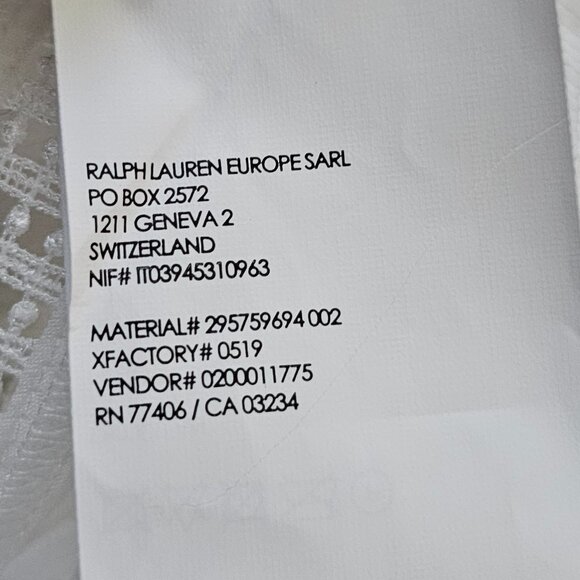 RALPH LAUREN EUROPE SARL
PO BOX 2572
1211 GENEVA 2
SWITZERLAND
NIF# IT03945310963
MATERIAL# 295759694 002
XFACTORY# 0519
VENDOR# 0200011775
RN 77406 / CA 03234